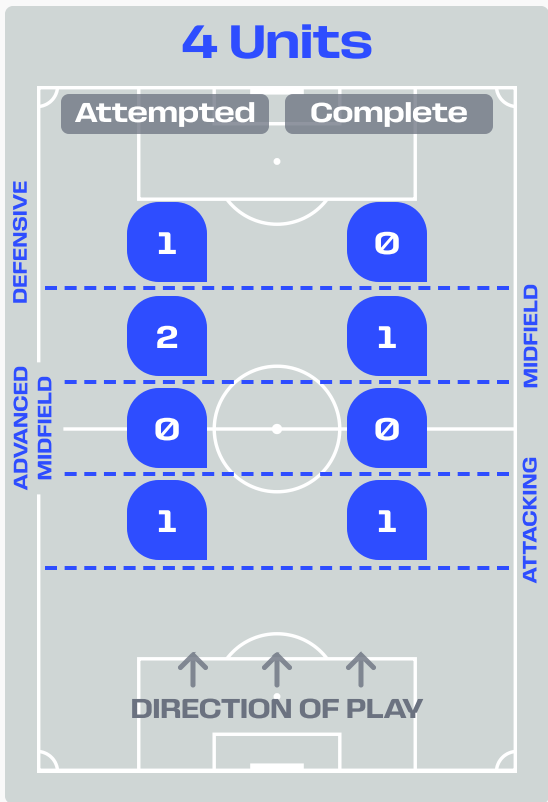 4 Units
Attempted Complete
DEFENSIVE
1 0
MIDFIELD
2 1
ADVANCED
MIDFIELD
0 0
ATTACKING
1 1
DIRECTION OF PLAY